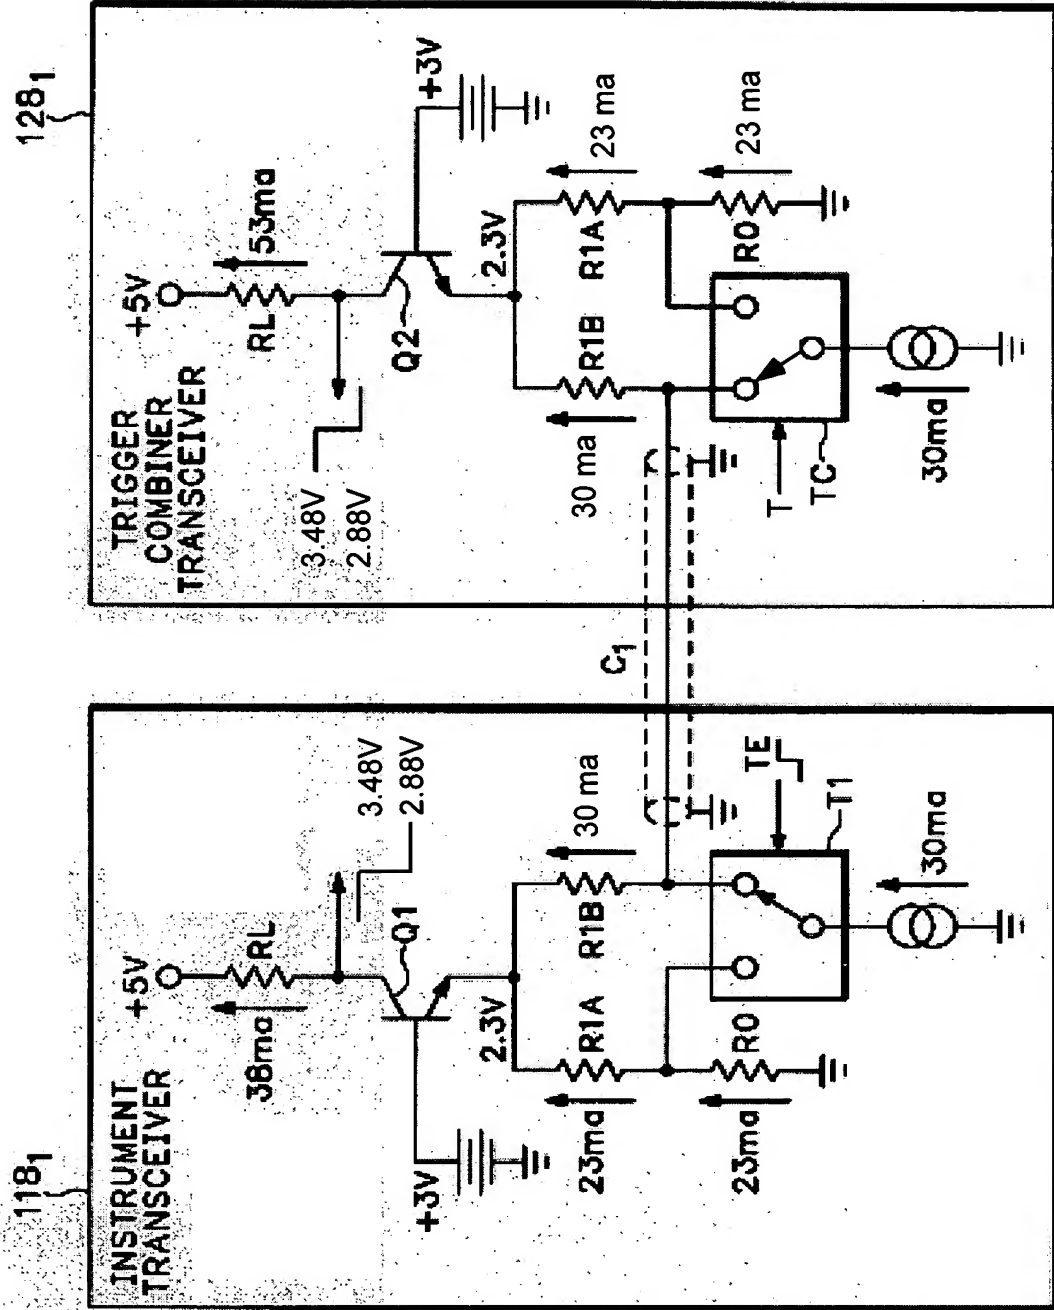 118₁
INSTRUMENT
TRANSCEIVER
+5V
38ma
RL
3.48V
2.88V
Q1
+3V
2.3V
23ma
R1A
R1B
30 ma
23ma
RO
TE
T1
30ma
C₁
128₁
TRIGGER
COMBINER
TRANSCEIVER
+5V
53ma
RL
3.48V
2.88V
Q2
+3V
2.3V
30 ma
R1B
R1A
23 ma
RO
23 ma
T
TC
30ma